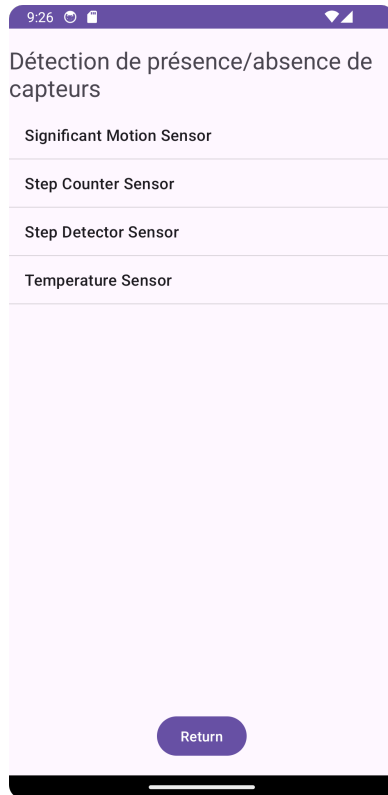 9:26
Détection de présence/absence de
capteurs
Significant Motion Sensor
Step Counter Sensor
Step Detector Sensor
Temperature Sensor
Return